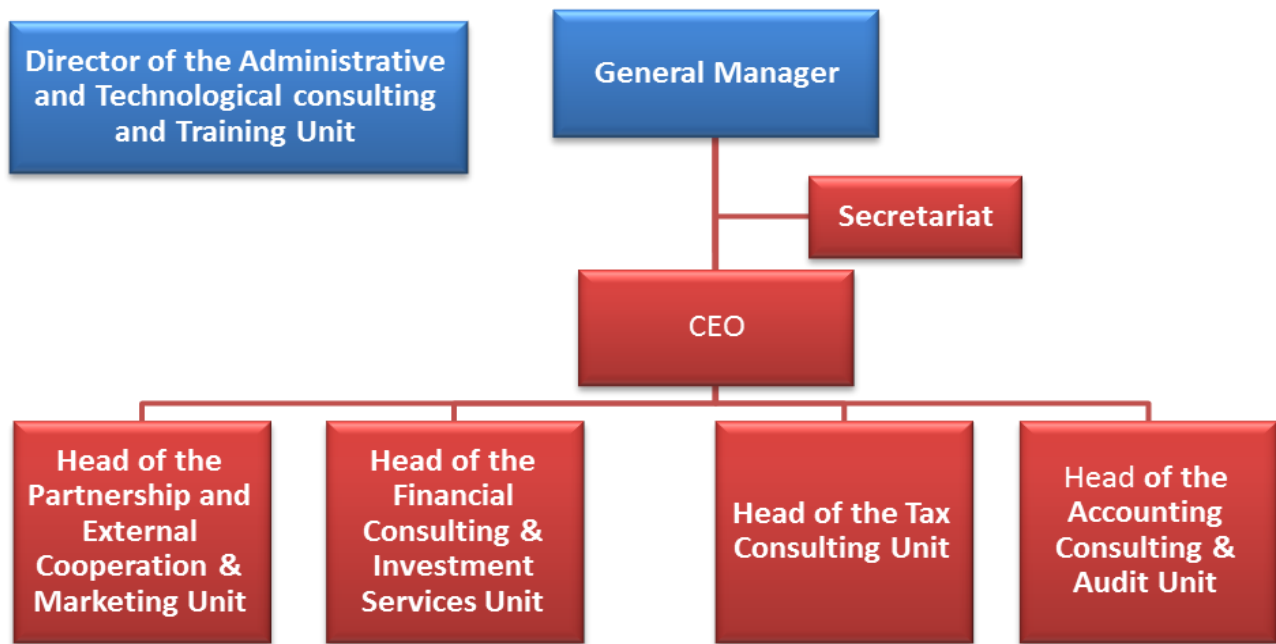 Director of the Administrative
and Technological consulting
and Training Unit
General Manager
Secretariat
CEO
Head of the
Partnership and
External
Cooperation &
Marketing Unit
Head of the
Financial
Consulting &
Investment
Services Unit
Head of the Tax
Consulting Unit
Head of the
Accounting
Consulting &
Audit Unit